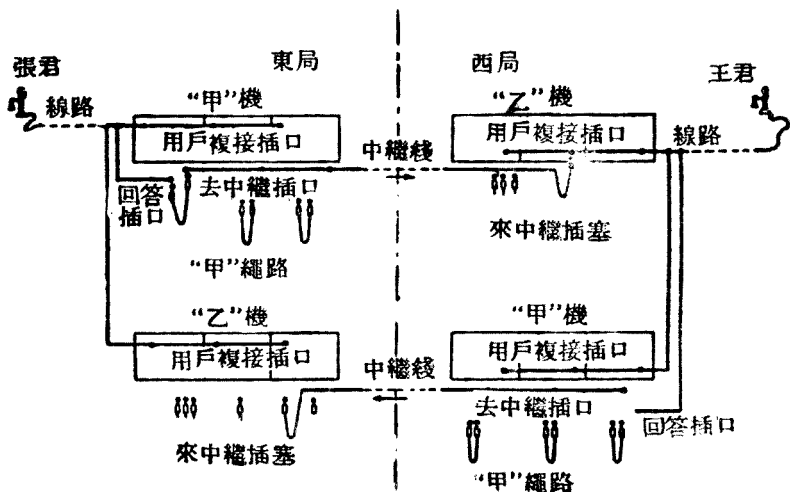 東局
西局
張君
王君
線路
“甲”機
“乙”機
線路
用戶複接插口
用戶複接插口
中繼綫
回答
插口
去中繼插口
來中繼插塞
“甲”繩路
“乙”機
“甲”機
用戶複接插口
用戶複接插口
中繼綫
去中繼插口
回答插口
來中繼插塞
“甲”繩路